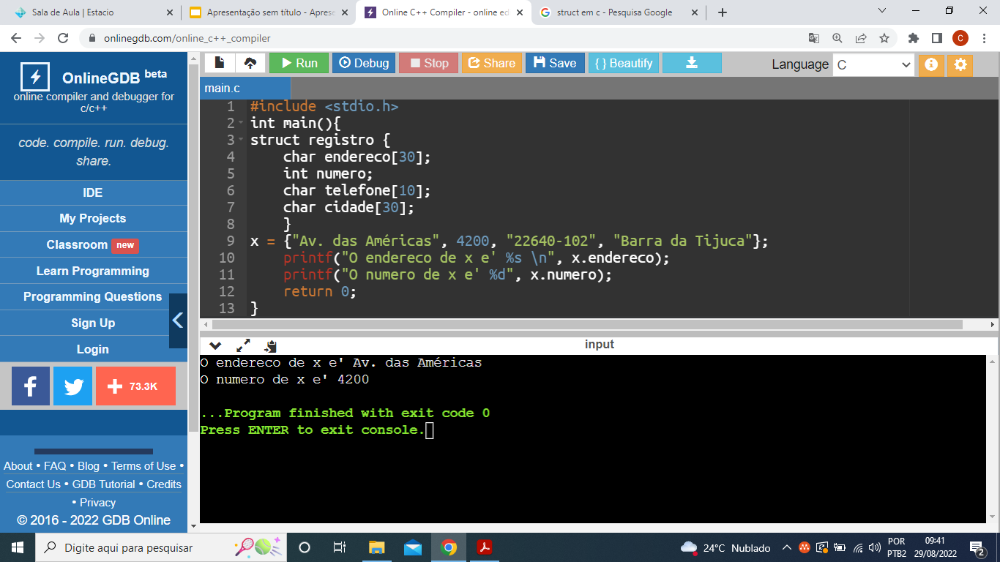 Sala de Aula | Estacio
Apresentação sem título - Aprese
Online C++ Compiler - online ed
struct em c - Pesquisa Google
onlinegdb.com/online_c++_compiler
C
OnlineGDB beta
online compiler and debugger for
c/c++
code. compile. run. debug.
share.
IDE
My Projects
Classroom new
Learn Programming
Programming Questions
Sign Up
Login
73.3K
About • FAQ • Blog • Terms of Use •
Contact Us • GDB Tutorial • Credits
• Privacy
© 2016 - 2022 GDB Online
Run Debug Stop Share Save { } Beautify
Language C
main.c
1 #include <stdio.h>
2 int main(){
3 struct registro {
4 char endereco[30];
5 int numero;
6 char telefone[10];
7 char cidade[30];
8 }
9 x = {"Av. das Américas", 4200, "22640-102", "Barra da Tijuca"};
10 printf("O endereco de x e' %s \n", x.endereco);
11 printf("O numero de x e' %d", x.numero);
12 return 0;
13 }
input
O endereco de x e' Av. das Américas
O numero de x e' 4200
...Program finished with exit code 0
Press ENTER to exit console.
Digite aqui para pesquisar
24°C Nublado
POR
PTB2
09:41
29/08/2022
2